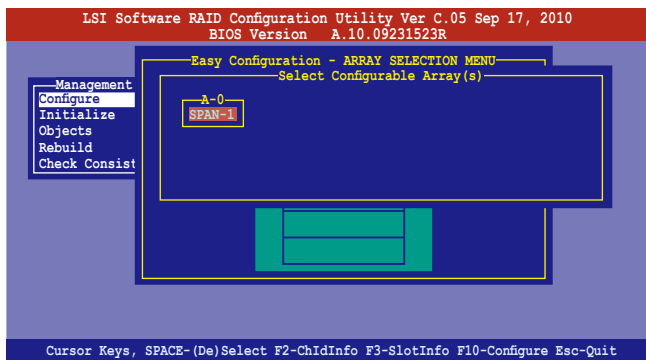 LSI Software RAID Configuration Utility Ver C.05 Sep 17, 2010
BIOS Version A.10.09231523R
Easy Configuration - ARRAY SELECTION MENU
Select Configurable Array(s)
Management
Configure
Initialize
Objects
Rebuild
Check Consist
A-0
SPAN-1
Cursor Keys, SPACE-(De)Select F2-ChIdInfo F3-SlotInfo F10-Configure Esc-Quit